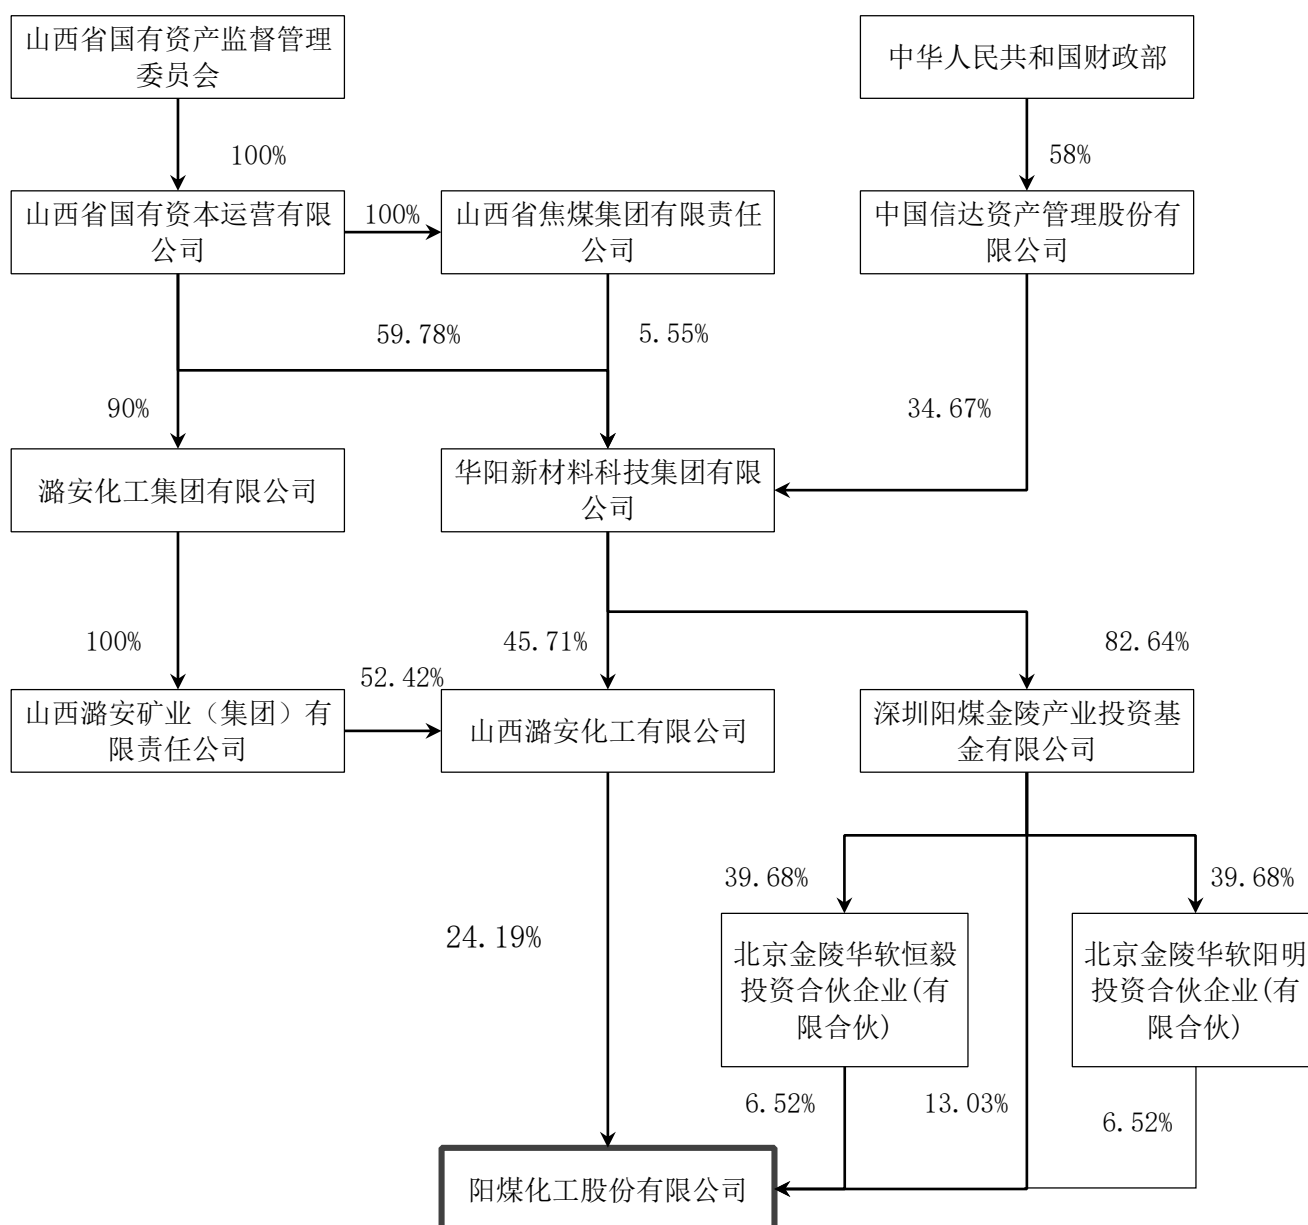 山西省国有资产监督管理
委员会
中华人民共和国财政部
100%
58%
山西省国有资本运营有限
公司
100%
山西省焦煤集团有限责任
公司
中国信达资产管理股份有
限公司
59.78%
5.55%
90%
34.67%
潞安化工集团有限公司
华阳新材料科技集团有限
公司
100%
45.71%
82.64%
52.42%
山西潞安矿业（集团）有
限责任公司
山西潞安化工有限公司
深圳阳煤金陵产业投资基
金有限公司
39.68%
39.68%
24.19%
北京金陵华软恒毅
投资合伙企业(有
限合伙)
北京金陵华软阳明
投资合伙企业(有
限合伙)
6.52%
13.03%
6.52%
阳煤化工股份有限公司